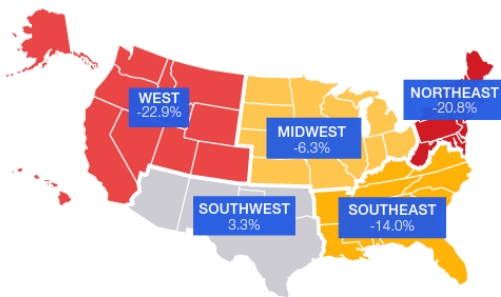 WEST
-22.9%
MIDWEST
-6.3%
NORTHEAST
-20.8%
SOUTHWEST
3.3%
SOUTHEAST
-14.0%